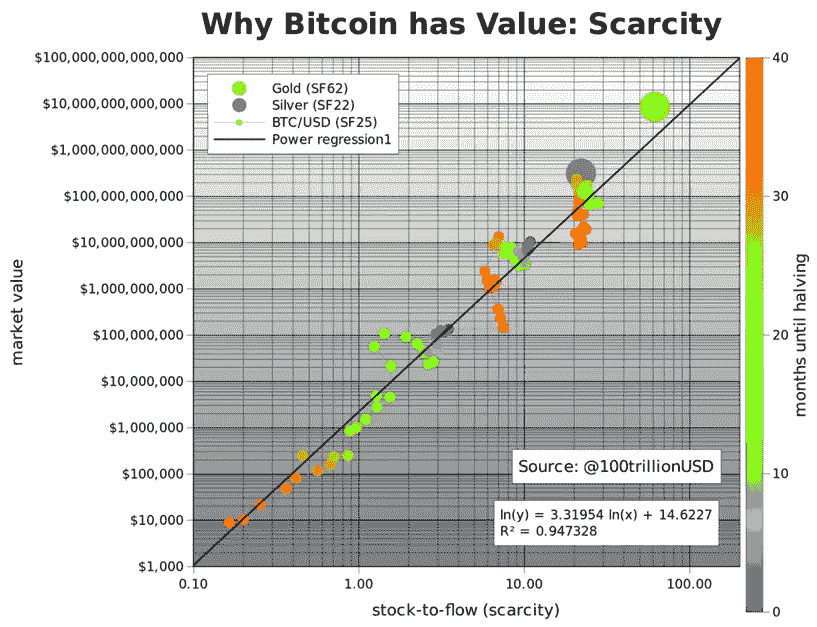 Why Bitcoin has Value: Scarcity
$100,000,000,000,000
$10,000,000,000,000
$1,000,000,000,000
$100,000,000,000
$10,000,000,000
$1,000,000,000
$100,000,000
$10,000,000
$1,000,000
$100,000
$10,000
$1,000
market value
Gold (SF62)
Silver (SF22)
BTC/USD (SF25)
Power regression1
Source: @100trillionUSD
ln(y) = 3.31954 ln(x) + 14.6227
R² = 0.947328
0.10
1.00
10.00
100.00
stock-to-flow (scarcity)
40
30
20
10
0
months until halving